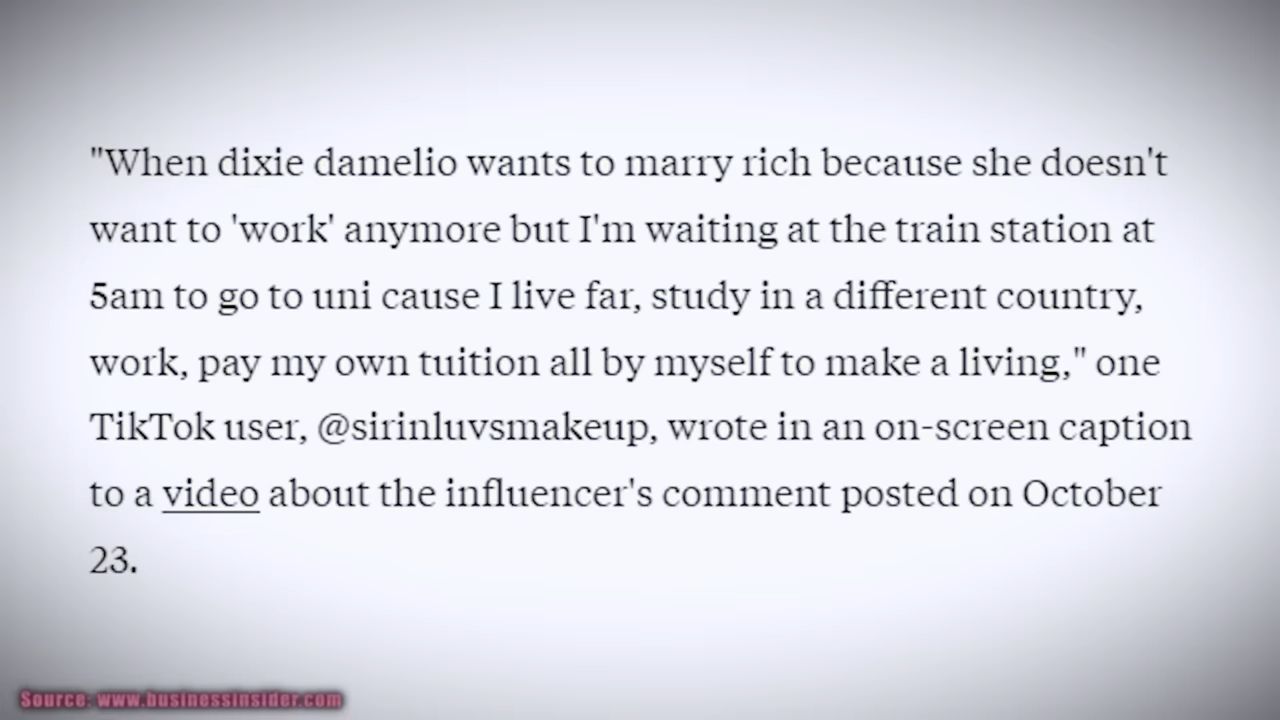 "When dixie damelio wants to marry rich because she doesn't
want to 'work' anymore but I'm waiting at the train station at
5am to go to uni cause I live far, study in a different country,
work, pay my own tuition all by myself to make a living," one
TikTok user, @sirinluvsmakeup, wrote in an on-screen caption
to a video about the influencer's comment posted on October
23.
Source: www.businessinsider.com